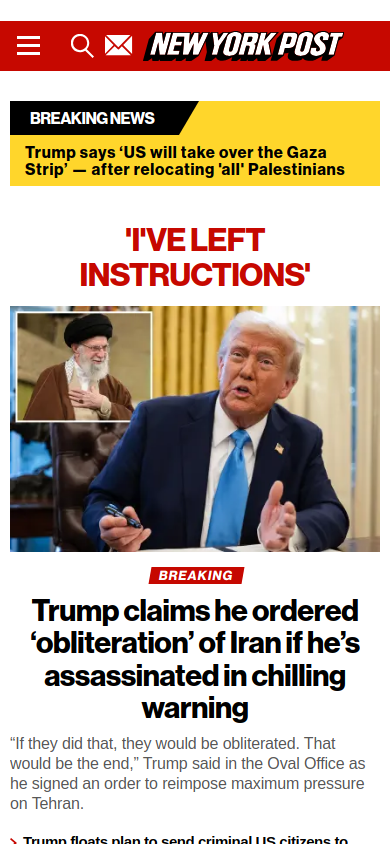 NEW YORK POST
BREAKING NEWS
Trump says ‘US will take over the Gaza
Strip’ — after relocating 'all' Palestinians
'I'VE LEFT
INSTRUCTIONS'
BREAKING
Trump claims he ordered
‘obliteration’ of Iran if he’s
assassinated in chilling
warning
“If they did that, they would be obliterated. That
would be the end,” Trump said in the Oval Office as
he signed an order to reimpose maximum pressure
on Tehran.
Trump floats plan to send criminal US citizens to